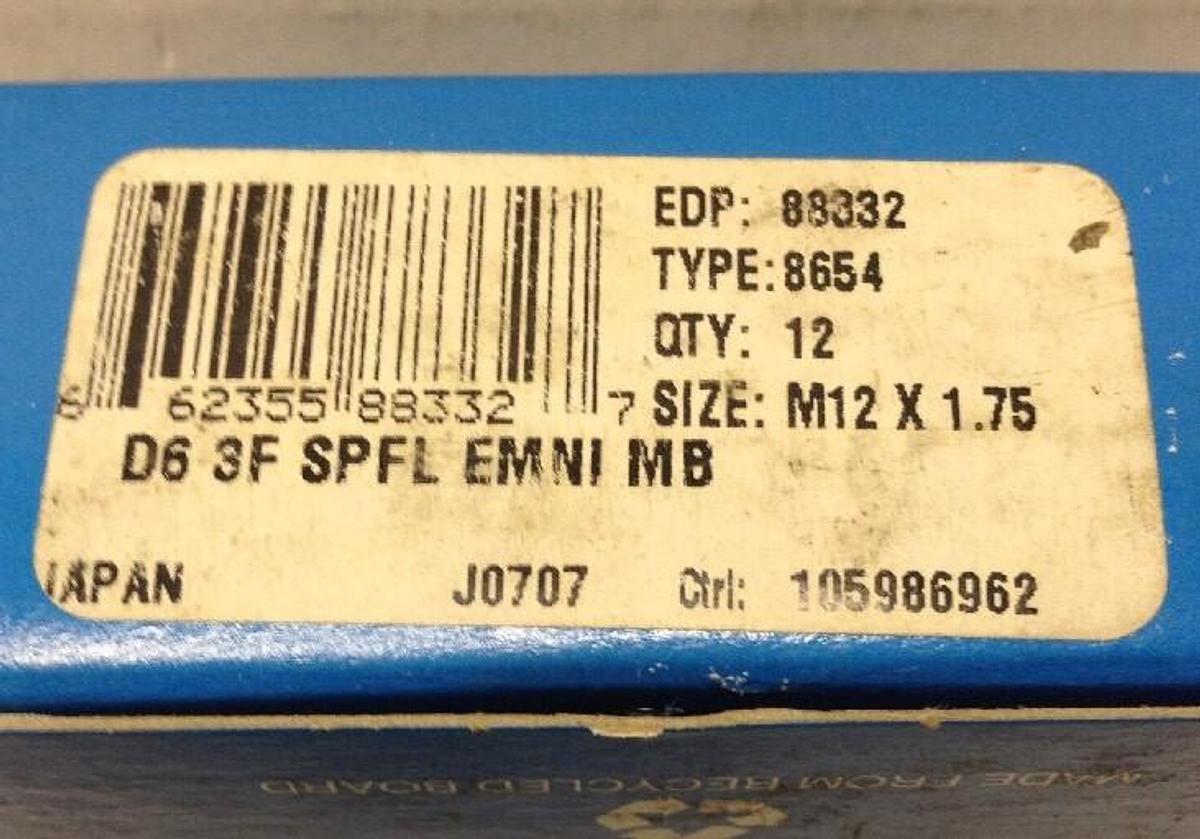 EDP: 88332
TYPE: 8654
QTY: 12
SIZE: M12 X 1.75
6 62355 88332 7
D6 3F SPFL EMNI MB
JAPAN J0707 Ctrl: 105986962
MADE FROM RECYCLED BOARD